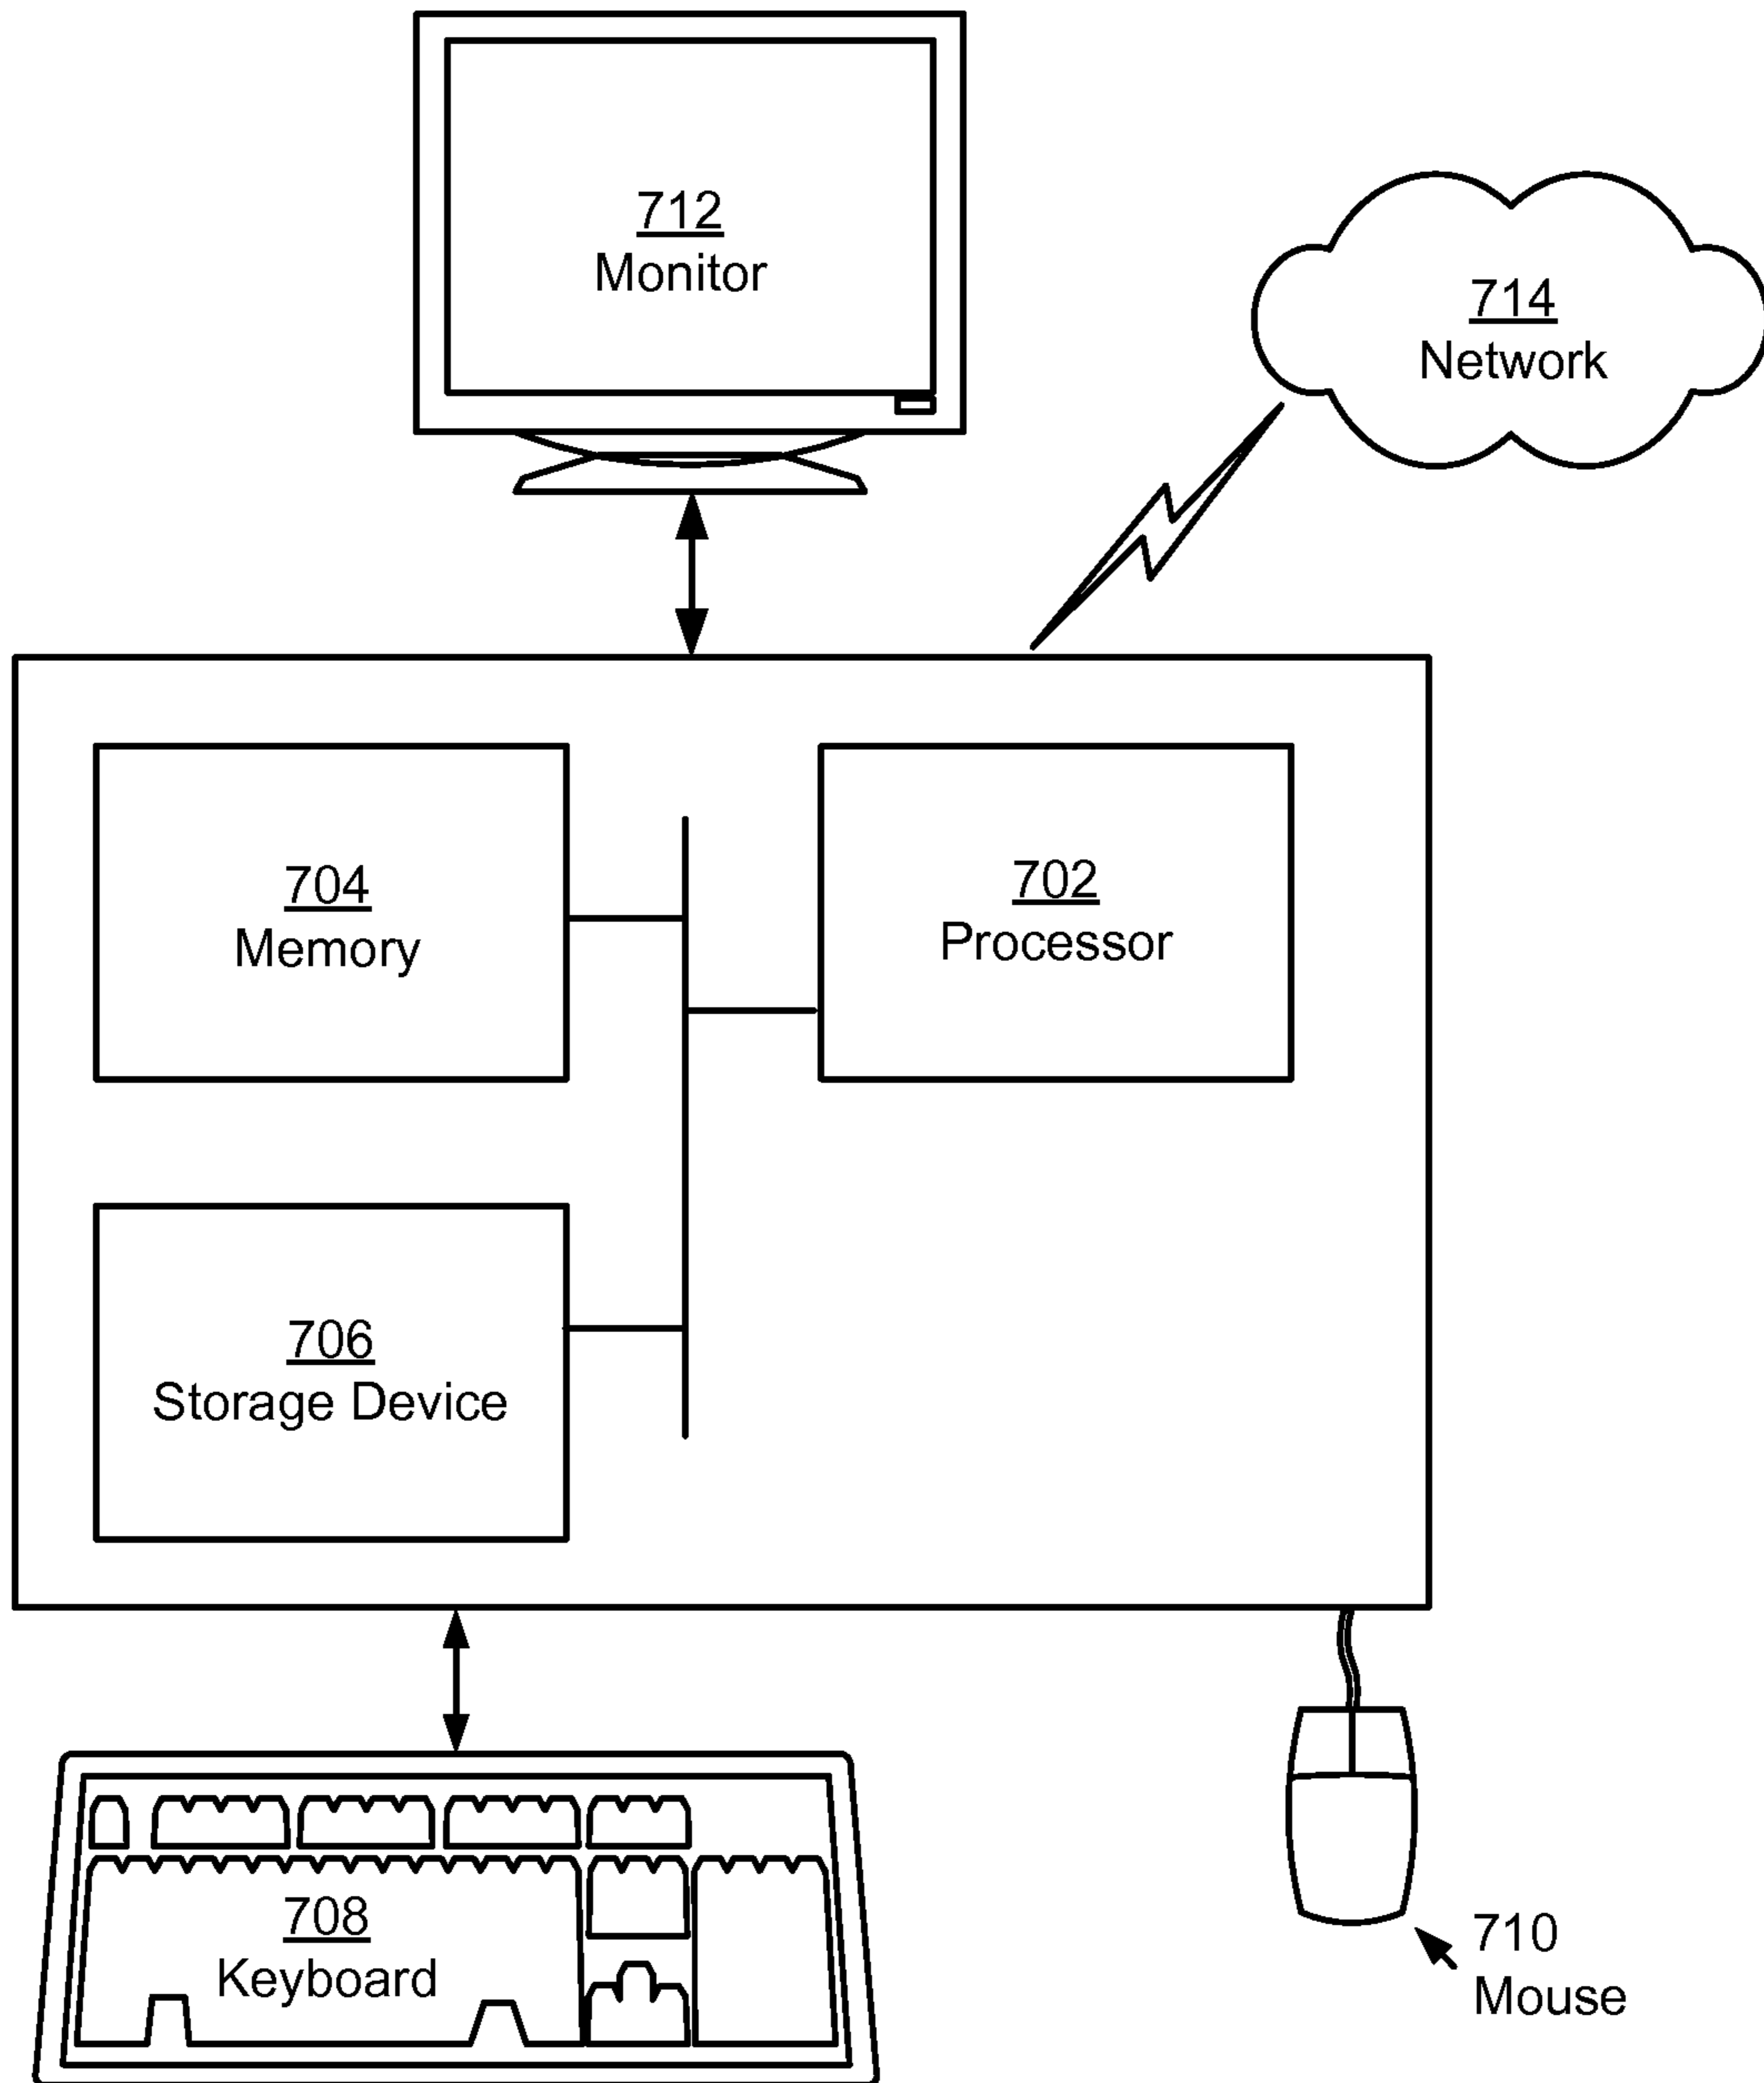 712
Monitor
714
Network
704
Memory
702
Processor
706
Storage Device
708
Keyboard
710
Mouse